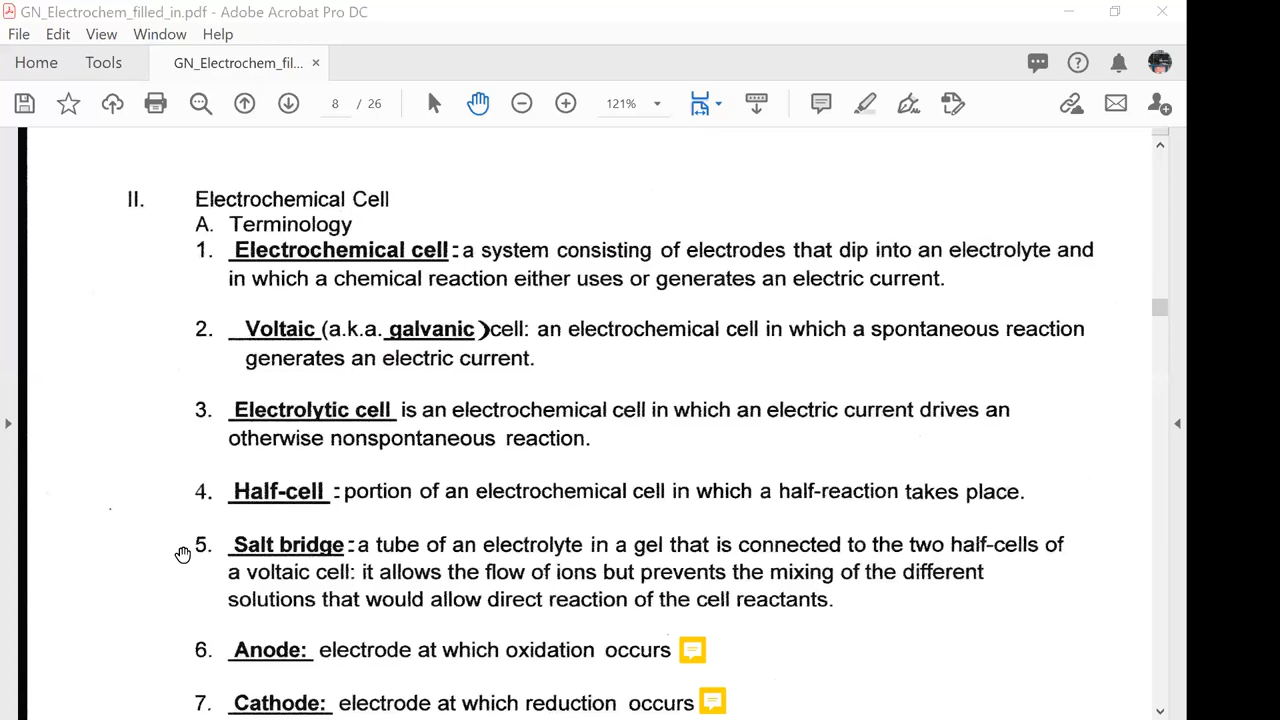 GN_Electrochem_filled_in.pdf - Adobe Acrobat Pro DC
File Edit View Window Help
Home Tools GN_Electrochem_fil... ×
8 / 26 121%
II. Electrochemical Cell
A. Terminology
1. Electrochemical cell : a system consisting of electrodes that dip into an electrolyte and
in which a chemical reaction either uses or generates an electric current.
2. Voltaic (a.k.a. galvanic )cell: an electrochemical cell in which a spontaneous reaction
generates an electric current.
3. Electrolytic cell is an electrochemical cell in which an electric current drives an
otherwise nonspontaneous reaction.
4. Half-cell : portion of an electrochemical cell in which a half-reaction takes place.
5. Salt bridge : a tube of an electrolyte in a gel that is connected to the two half-cells of
a voltaic cell: it allows the flow of ions but prevents the mixing of the different
solutions that would allow direct reaction of the cell reactants.
6. Anode: electrode at which oxidation occurs
7. Cathode: electrode at which reduction occurs